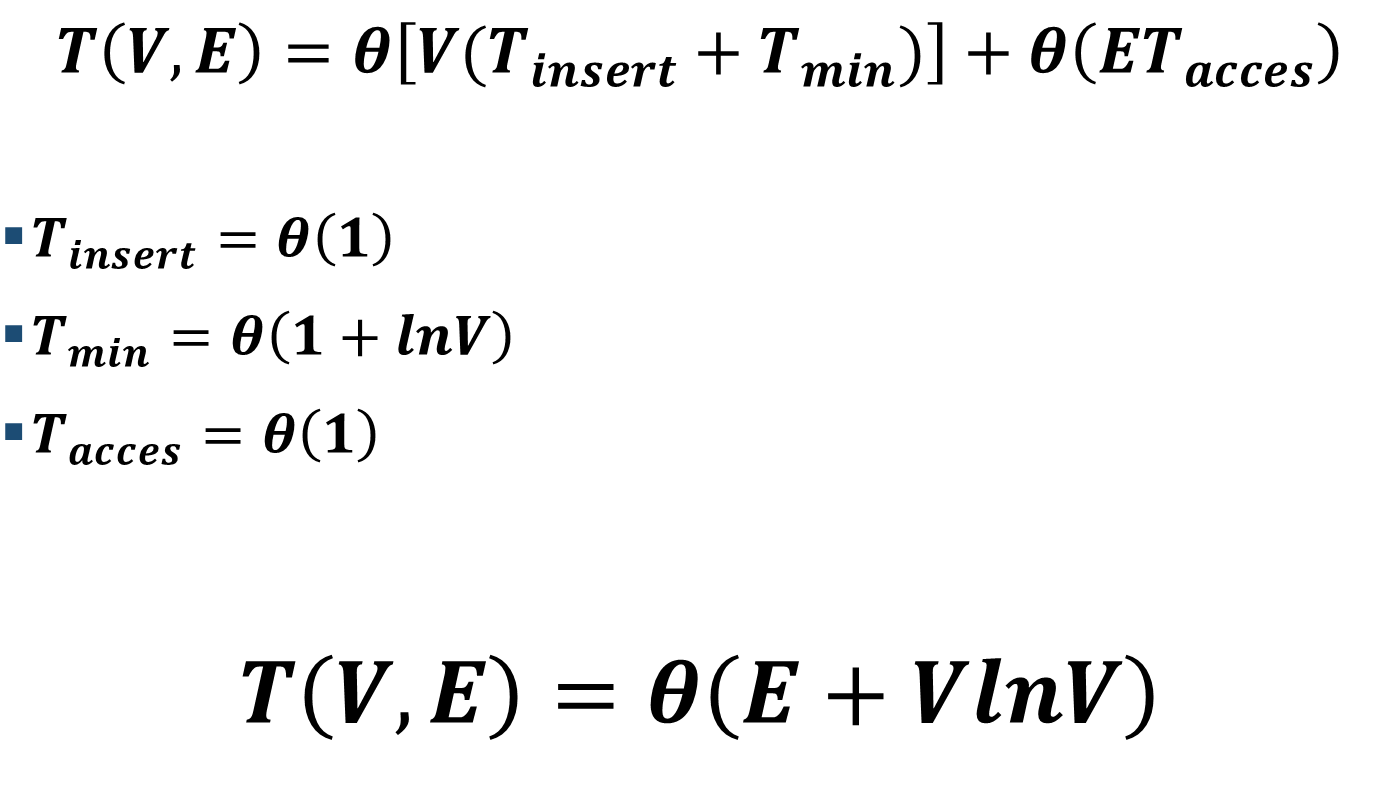 T(V, E) = θ[V(T_insert + T_min)] + θ(ET_acces)
▪T_insert = θ(1)
▪T_min = θ(1 + lnV)
▪T_acces = θ(1)
T(V, E) = θ(E + VlnV)